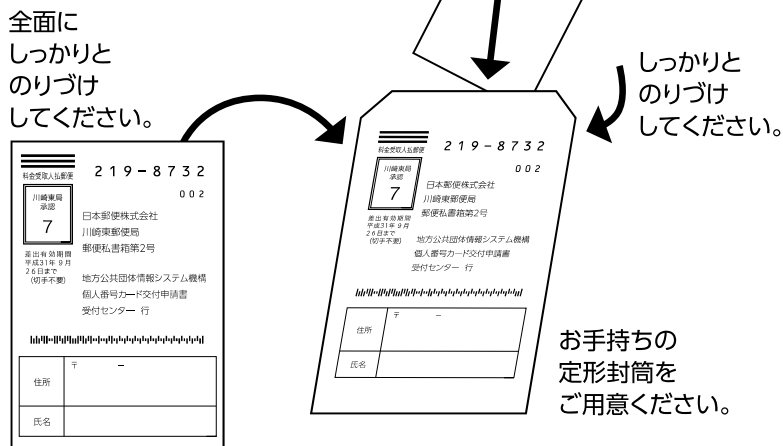 全面に
しっかりと
のりづけ
してください。
料金受取人払郵便
川崎東局
承認
7
差出有効期間
平成31年9月
26日まで
(切手不要)
219-8732
002
日本郵便株式会社
川崎東郵便局
郵便私書箱第2号
地方公共団体情報システム機構
個人番号カード交付申請書
受付センター 行
住所
〒 －
氏名
料金受取人払郵便
川崎東局
承認
7
差出有効期間
平成31年9月
26日まで
(切手不要)
219-8732
002
日本郵便株式会社
川崎東郵便局
郵便私書箱第2号
地方公共団体情報システム機構
個人番号カード交付申請書
受付センター 行
住所
〒 －
氏名
しっかりと
のりづけ
してください。
お手持ちの
定形封筒を
ご用意ください。